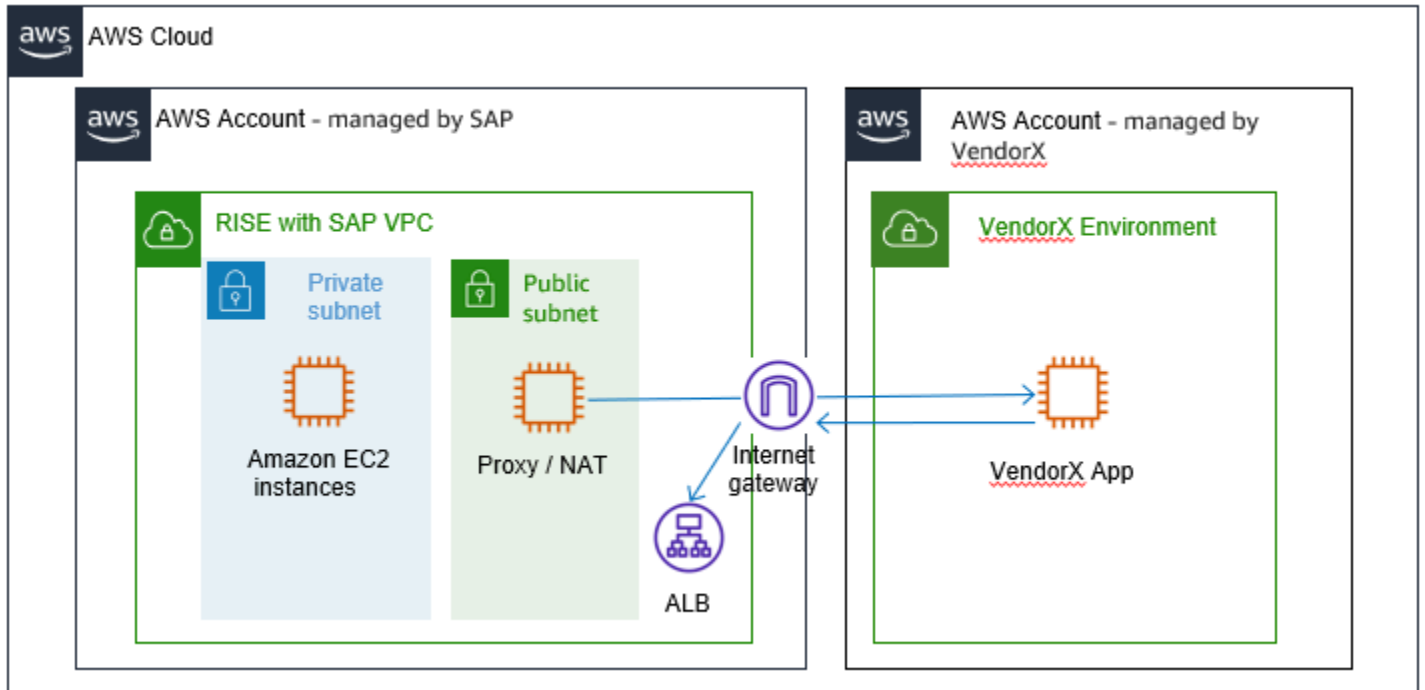 aws AWS Cloud
aws AWS Account - managed by SAP
RISE with SAP VPC
Private
subnet
Public
subnet
Amazon EC2
instances
Proxy / NAT
Internet
gateway
ALB
aws AWS Account - managed by
VendorX
VendorX Environment
VendorX App